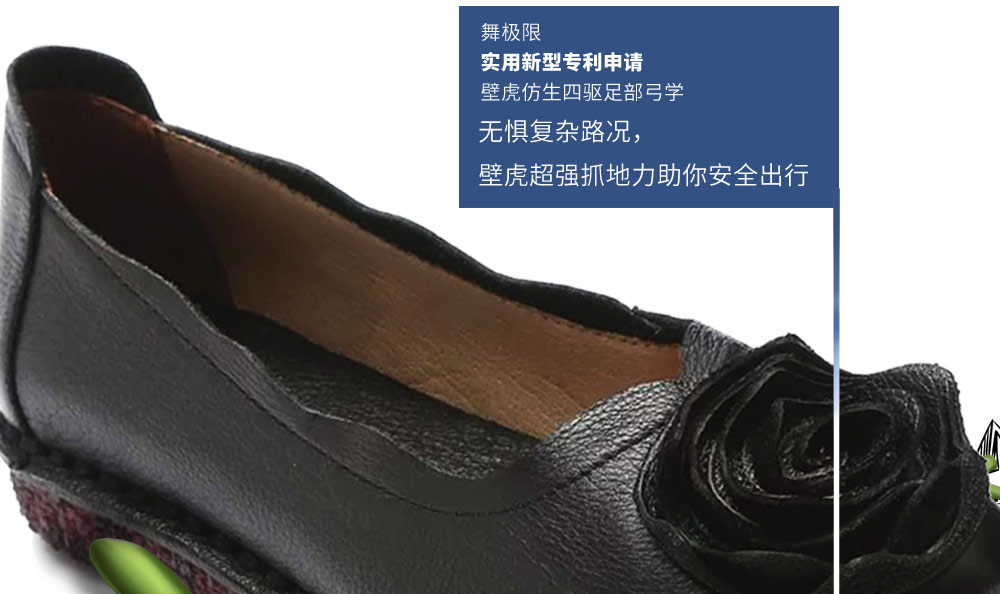 舞极限
实用新型专利申请
壁虎仿生四驱足部弓学
无惧复杂路况，
壁虎超强抓地力助你安全出行